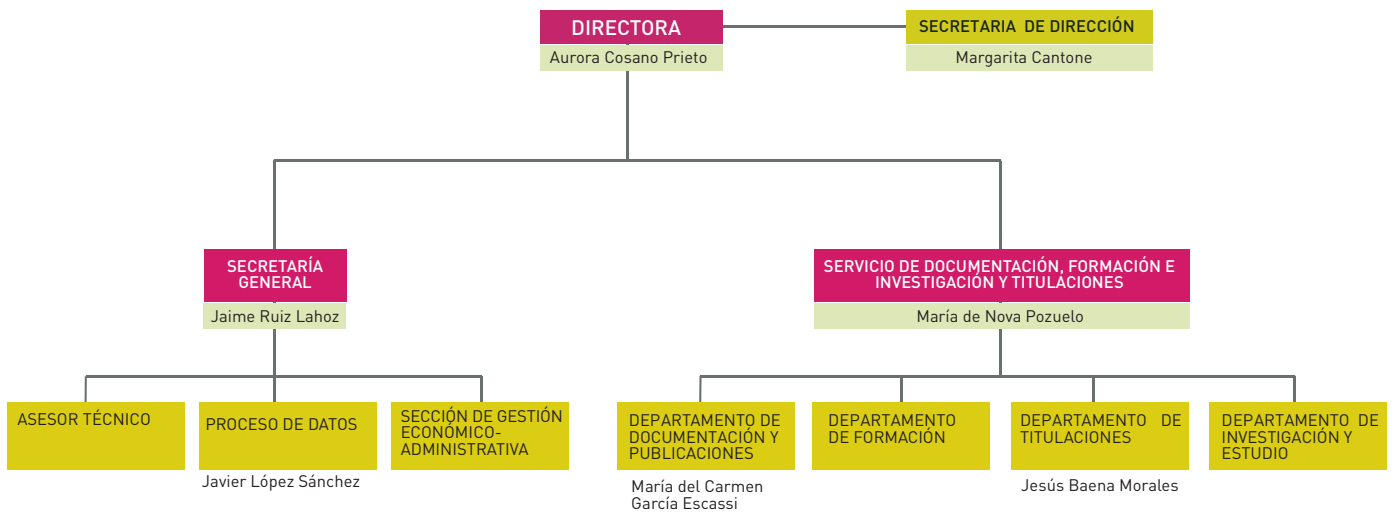 DIRECTORA
Aurora Cosano Prieto
SECRETARIA DE DIRECCIÓN
Margarita Cantone
SECRETARÍA
GENERAL
Jaime Ruiz Lahoz
SERVICIO DE DOCUMENTACIÓN, FORMACIÓN E
INVESTIGACIÓN Y TITULACIONES
María de Nova Pozuelo
ASESOR TÉCNICO
PROCESO DE DATOS
Javier López Sánchez
SECCIÓN DE GESTIÓN
ECONÓMICO-
ADMINISTRATIVA
DEPARTAMENTO DE
DOCUMENTACIÓN Y
PUBLICACIONES
María del Carmen
García Escassi
DEPARTAMENTO
DE FORMACIÓN
DEPARTAMENTO DE
TITULACIONES
Jesús Baena Morales
DEPARTAMENTO DE
INVESTIGACIÓN Y
ESTUDIO